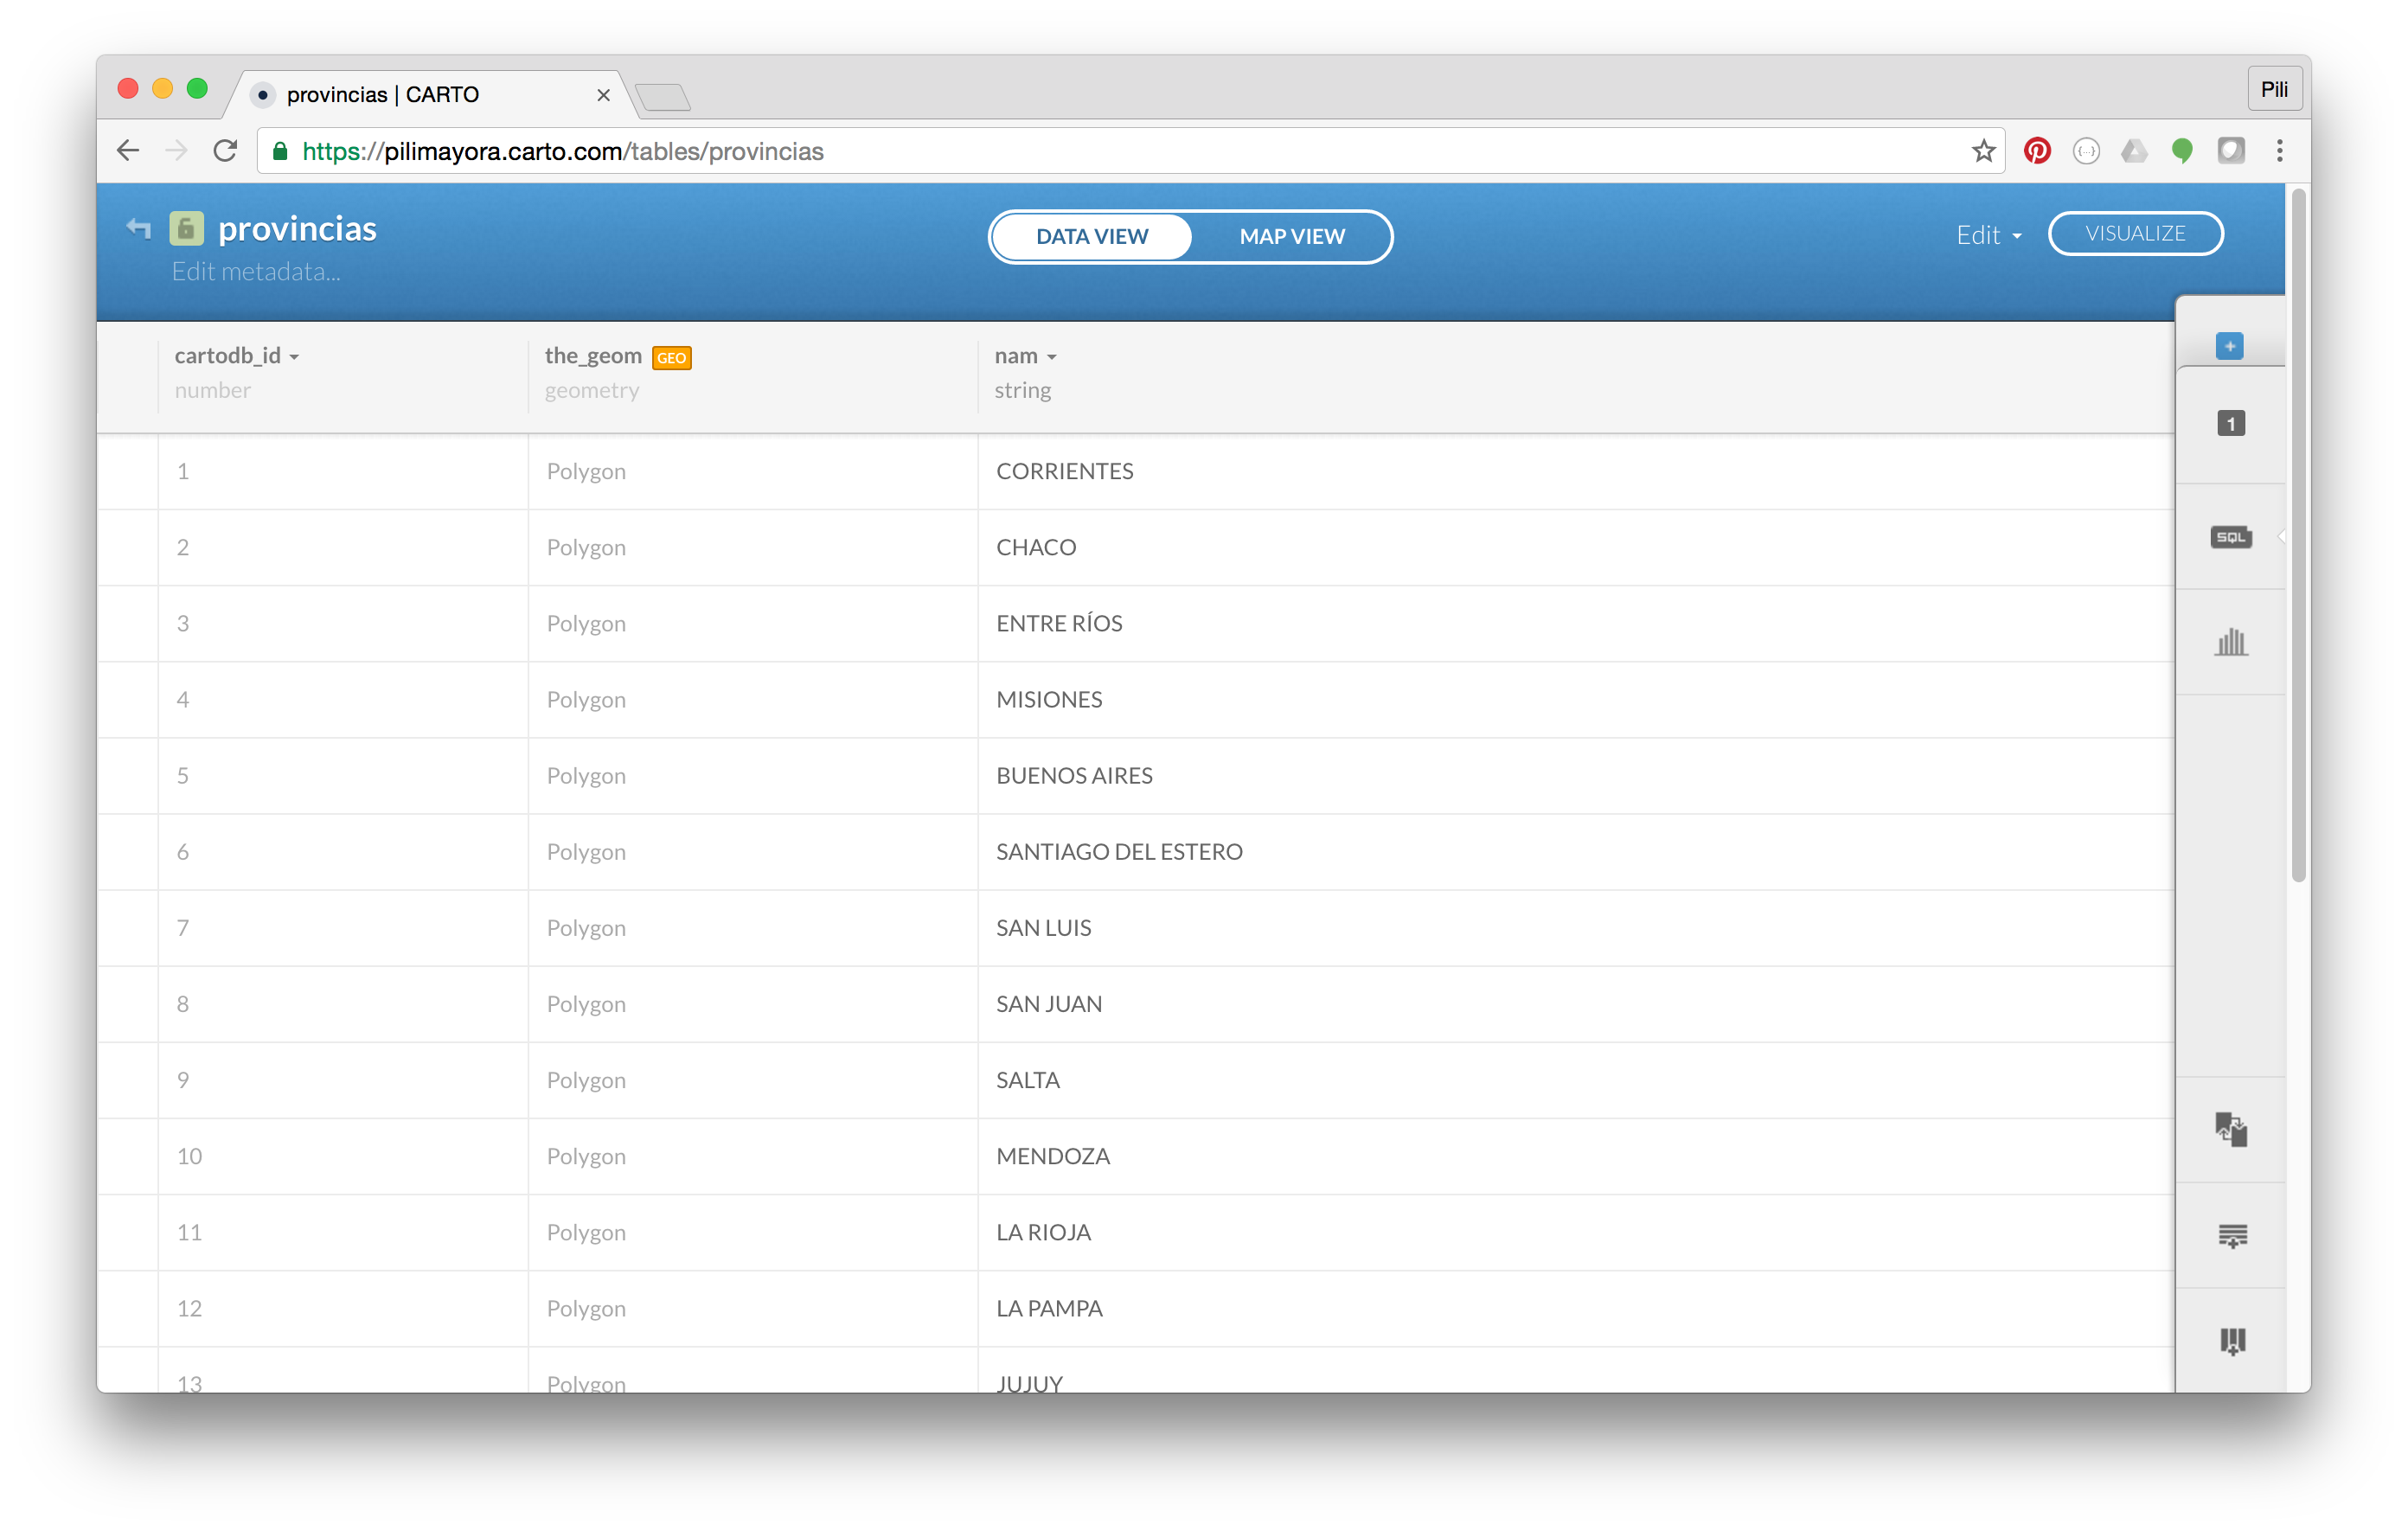 provincias | CARTO
Pili
https://pilimayora.carto.com/tables/provincias
provincias
Edit metadata...
DATA VIEW MAP VIEW
Edit VISUALIZE
cartodb_id the_geom GEO nam
number geometry string
1
SQL
1 Polygon CORRIENTES
2 Polygon CHACO
3 Polygon ENTRE RÍOS
4 Polygon MISIONES
5 Polygon BUENOS AIRES
6 Polygon SANTIAGO DEL ESTERO
7 Polygon SAN LUIS
8 Polygon SAN JUAN
9 Polygon SALTA
10 Polygon MENDOZA
11 Polygon LA RIOJA
12 Polygon LA PAMPA
13 Polygon JUJUY